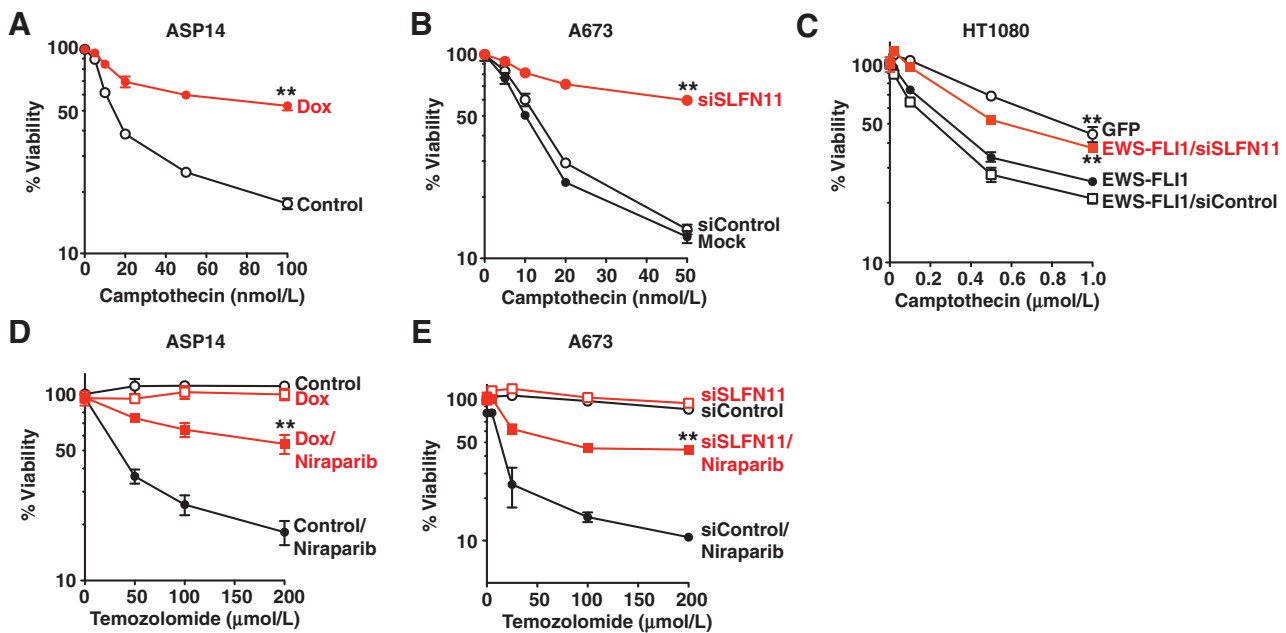 A
ASP14
100
50
10
% Viability
**
Dox
Control
0 20 40 60 80 100
Camptothecin (nmol/L)
B
A673
100
50
10
% Viability
**
siSLFN11
siControl
Mock
0 10 20 30 40 50
Camptothecin (nmol/L)
C
HT1080
100
50
10
% Viability
**
GFP
EWS-FLI1/siSLFN11
**
EWS-FLI1
EWS-FLI1/siControl
0 0.2 0.4 0.6 0.8 1.0
Camptothecin (μmol/L)
D
ASP14
100
50
10
% Viability
Control
Dox
**
Dox/
Niraparib
Control/
Niraparib
0 50 100 150 200
Temozolomide (μmol/L)
E
A673
100
50
10
% Viability
siSLFN11
siControl
**
siSLFN11/
Niraparib
siControl/
Niraparib
0 50 100 150 200
Temozolomide (μmol/L)